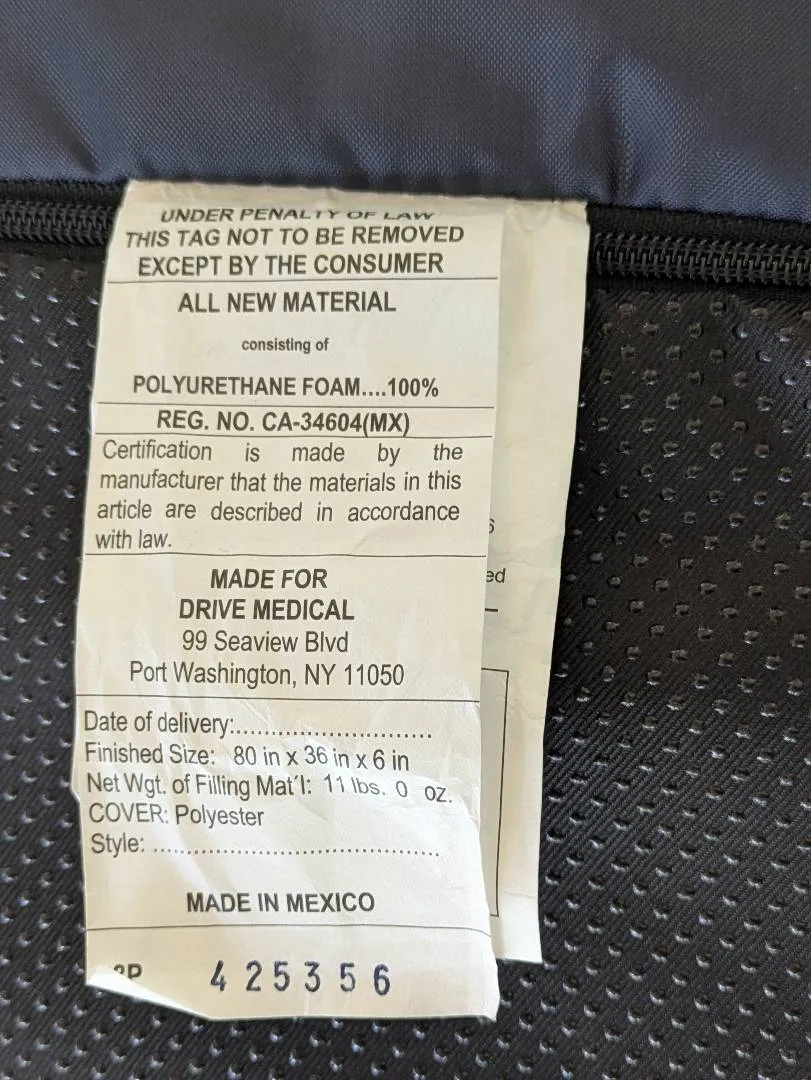 UNDER PENALTY OF LAW
THIS TAG NOT TO BE REMOVED
EXCEPT BY THE CONSUMER
ALL NEW MATERIAL
consisting of
POLYURETHANE FOAM....100%
REG. NO. CA-34604(MX)
Certification is made by the
manufacturer that the materials in this
article are described in accordance
with law.
MADE FOR
DRIVE MEDICAL
99 Seaview Blvd
Port Washington, NY 11050
Date of delivery:...........................
Finished Size: 80 in x 36 in x 6 in
Net Wgt. of Filling Mat'l: 11 lbs. 0 oz.
COVER: Polyester
Style: .......................................
MADE IN MEXICO
425356
ed